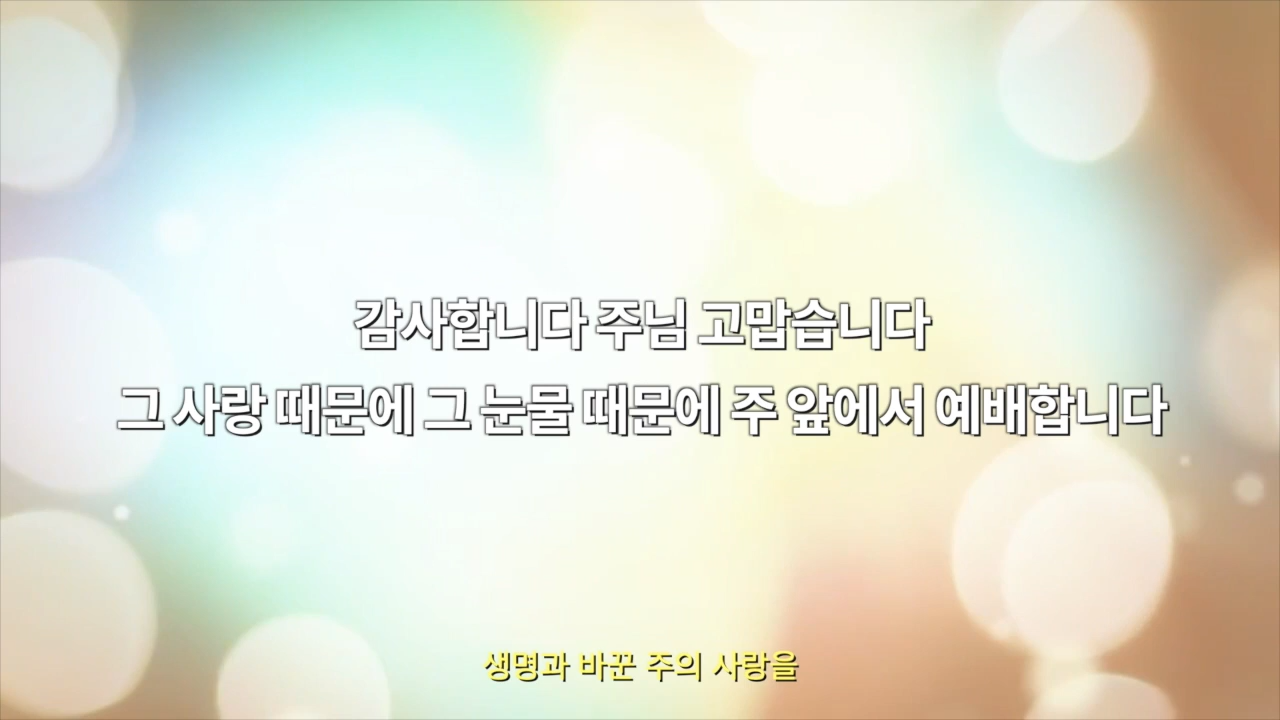 감사합니다 주님 고맙습니다
그 사랑 때문에 그 눈물 때문에 주 앞에서 예배합니다
생명과 바꾼 주의 사랑을